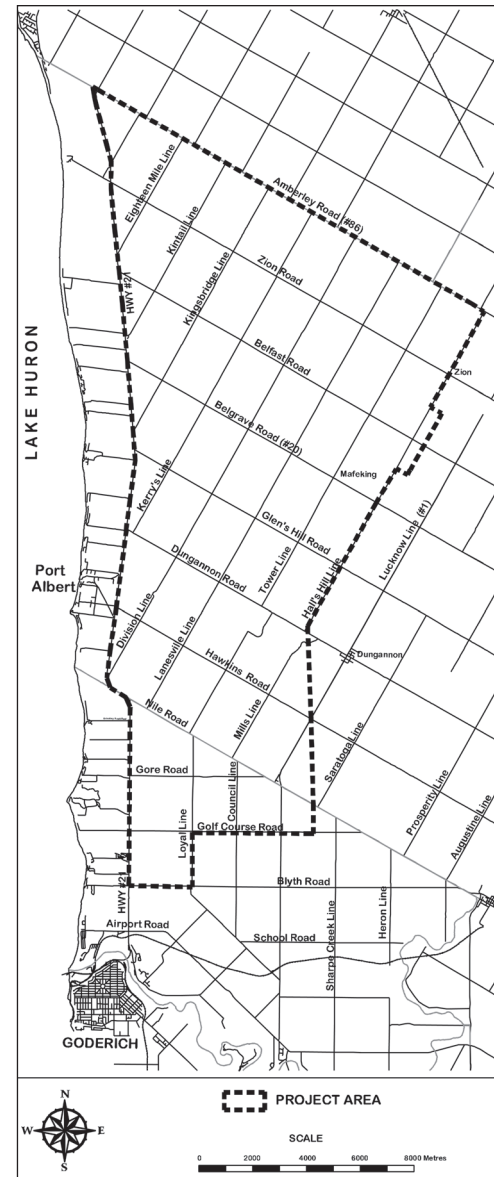 Eighteen Mile Line
Amberley Road (#86)
Kintail Line
Kingsbridge Line
Zion Road
HWY #21
LAKE HURON
Belfast Road
Zion
Belgrave Road (#20)
Kerry's Line
Mafeking
Glen's Hill Road
Lucknow Line (#1)
Tower Line
Dungannon Road
Hall's Hill Line
Port
Albert
Division Line
Lanesville Line
Dungannon
Hawkins Road
Nile Road
Mills Line
Saratoga Line
Gore Road
Council Line
Prosperity Line
Augustine Line
Loyal Line
Golf Course Road
HWY #21
Blyth Road
Airport Road
School Road
Sharpe Creek Line
Heron Line
GODERICH
N
W E
S
PROJECT AREA
SCALE
0 2000 4000 6000 8000 Metres